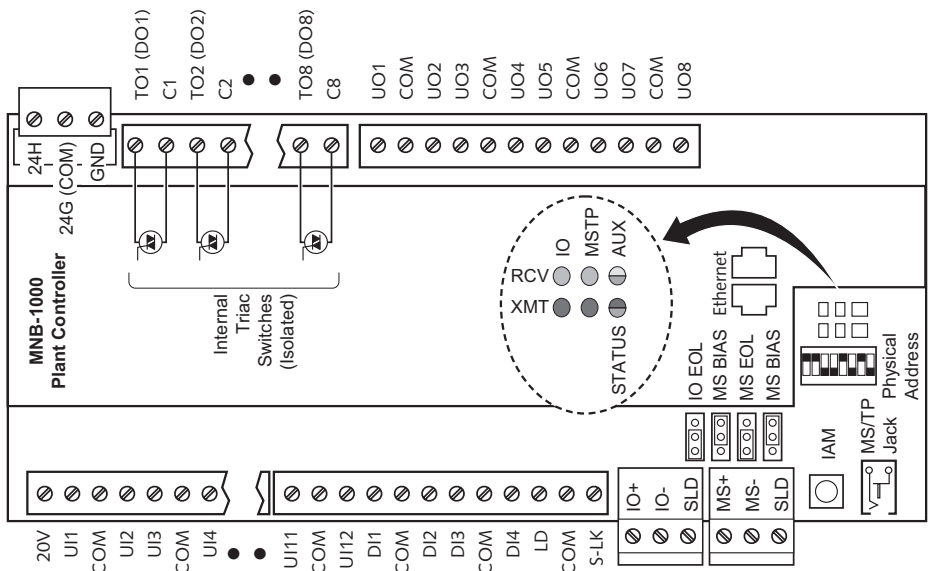 TO1 (DO1)
C1
TO2 (DO2)
C2
TO8 (DO8)
C8
UO1
COM
UO2
UO3
COM
UO4
UO5
COM
UO6
UO7
COM
UO8
24H
24G (COM)
GND
MNB-1000
Plant Controller
Internal
Triac
Switches
(Isolated)
RCV
XMT
IO
MSTP
AUX
STATUS
Ethernet
IO EOL
MS BIAS
MS EOL
MS BIAS
Physical
Address
IAM
MS/TP
Jack
IO+
IO-
SLD
MS+
MS-
SLD
20V
UI1
COM
UI2
UI3
COM
UI4
UI11
COM
UI12
DI1
COM
DI2
DI3
COM
DI4
LD
COM
S-LK